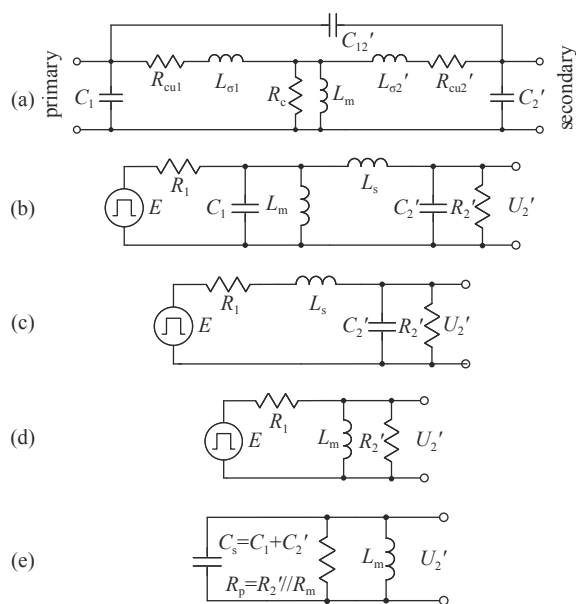 C12′
primary
Rcu1
Lσ1
Lσ2′
Rcu2′
(a)
C1
Rc
Lm
C2′
secondary
(b)
R1
Ls
E
C1
Lm
C2′
R2′
U2′
(c)
R1
Ls
E
C2′
R2′
U2′
(d)
R1
E
Lm
R2′
U2′
(e)
Cs=C1+C2′
Lm
U2′
Rp=R2′//Rm